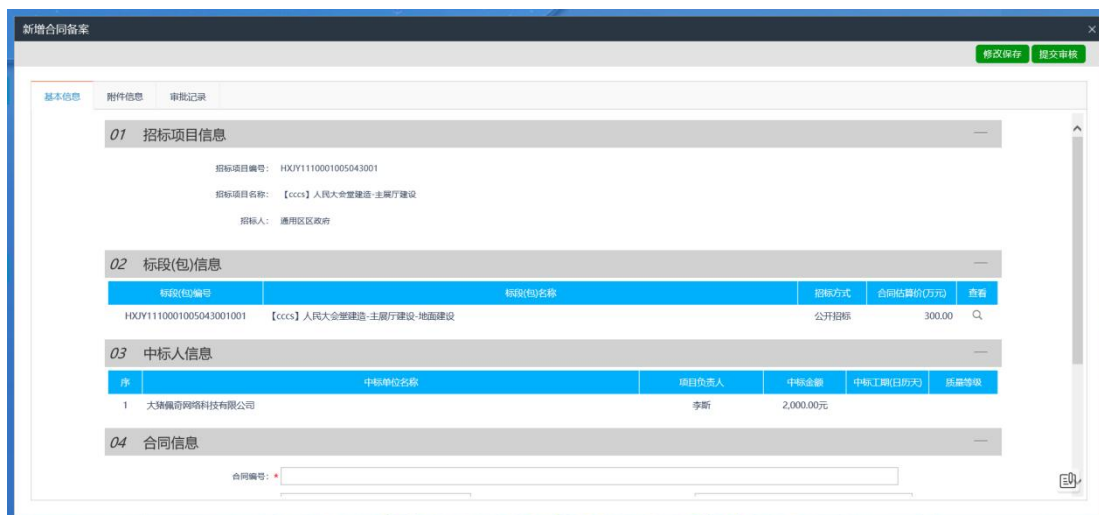 新增合同备案
修改保存 提交审核
基本信息 附件信息 审批记录
01 招标项目信息
招标项目编号: HXJY1110001005043001
招标项目名称: 【cccs】人民大会堂建造-主展厅建设
招标人: 通用区区政府
02 标段(包)信息
标段(包)编号 标段(包)名称 招标方式 合同估算价(万元) 查看
HXJY1110001005043001001 【cccs】人民大会堂建造-主展厅建设-地面建设 公开招标 300.00
03 中标人信息
序 中标单位名称 项目负责人 中标金额 中标工期(日历天) 质量等级
1 大猪佩奇网络科技有限公司 李斯 2,000.00元
04 合同信息
合同编号: *